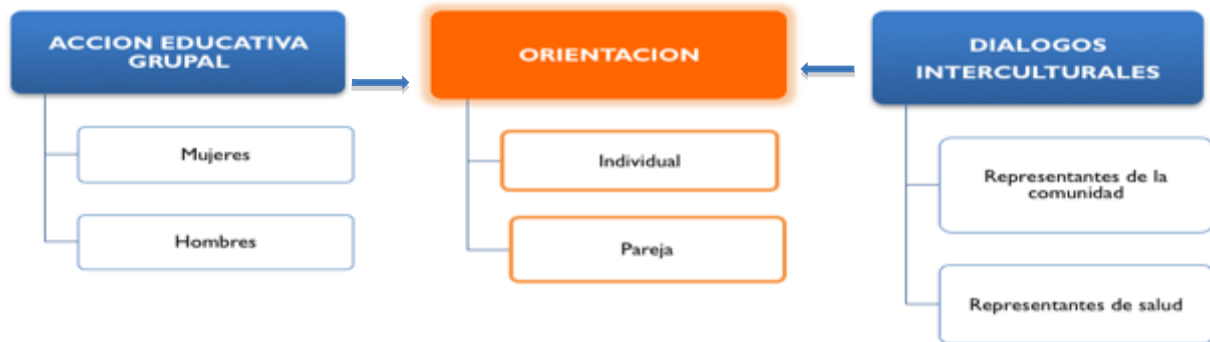 ACCION EDUCATIVA
GRUPAL
Mujeres
Hombres
ORIENTACION
Individual
Pareja
DIALOGOS
INTERCULTURALES
Representantes de la
comunidad
Representantes de salud